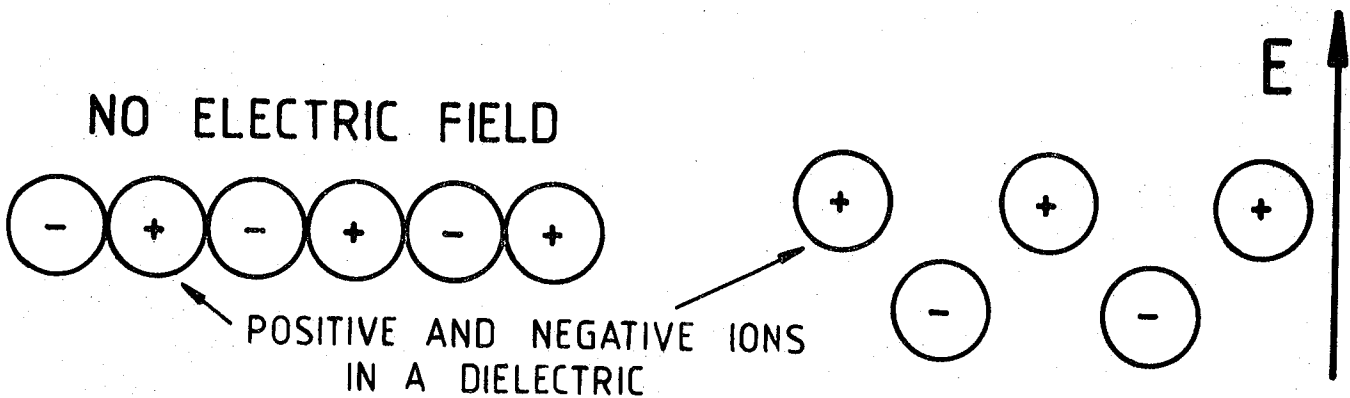 NO ELECTRIC FIELD
E
- + - + - +
+ + +
- -
POSITIVE AND NEGATIVE IONS
IN A DIELECTRIC